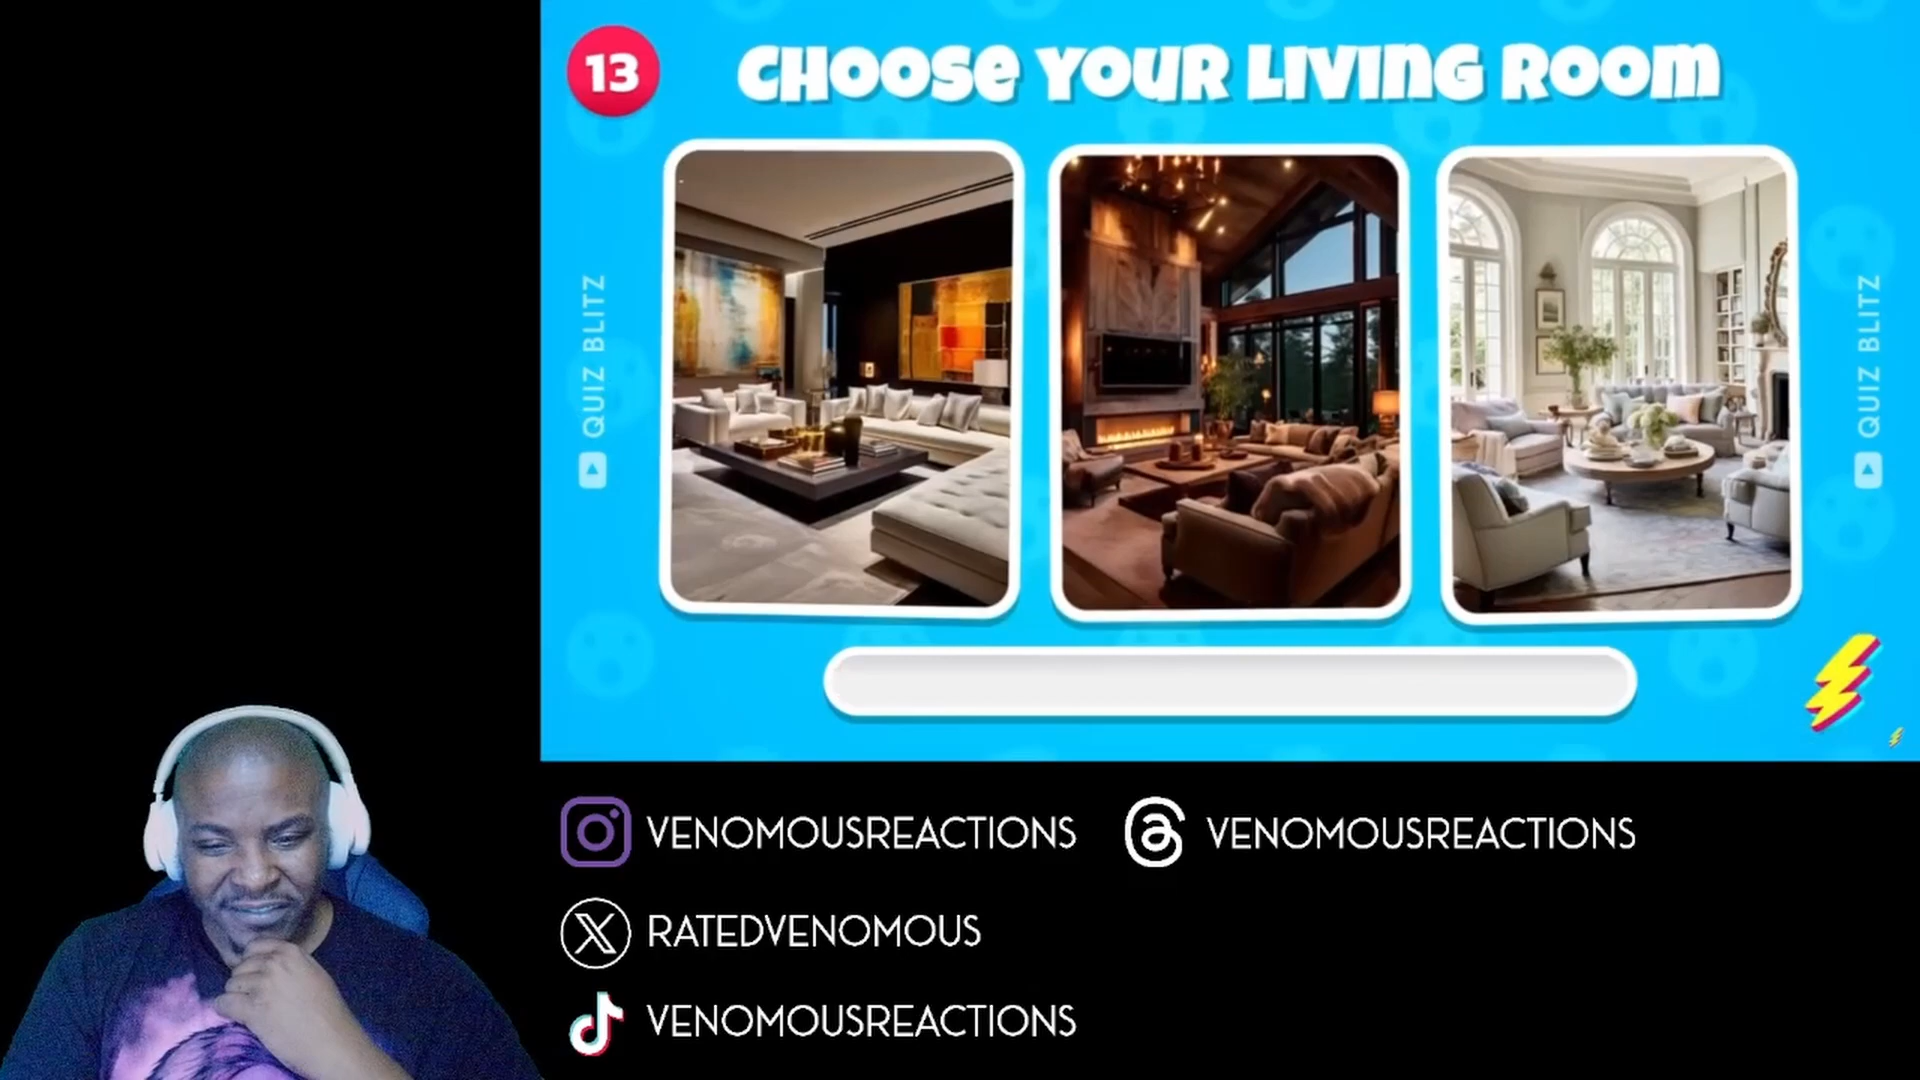 13
CHOOSE YOUR LIVING ROOM
QUIZ BLITZ
QUIZ BLITZ
VENOMOUSREACTIONS
VENOMOUSREACTIONS
RATEDVENOMOUS
VENOMOUSREACTIONS